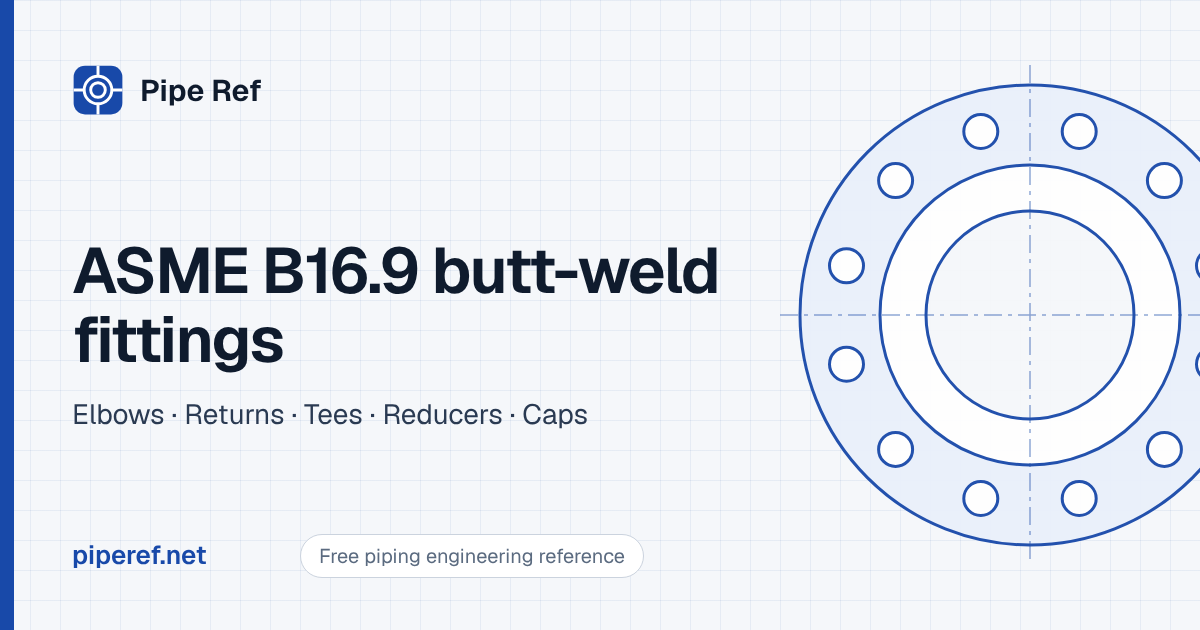 Pipe Ref
ASME B16.9 butt-weld
fittings
Elbows · Returns · Tees · Reducers · Caps
piperef.net
Free piping engineering reference